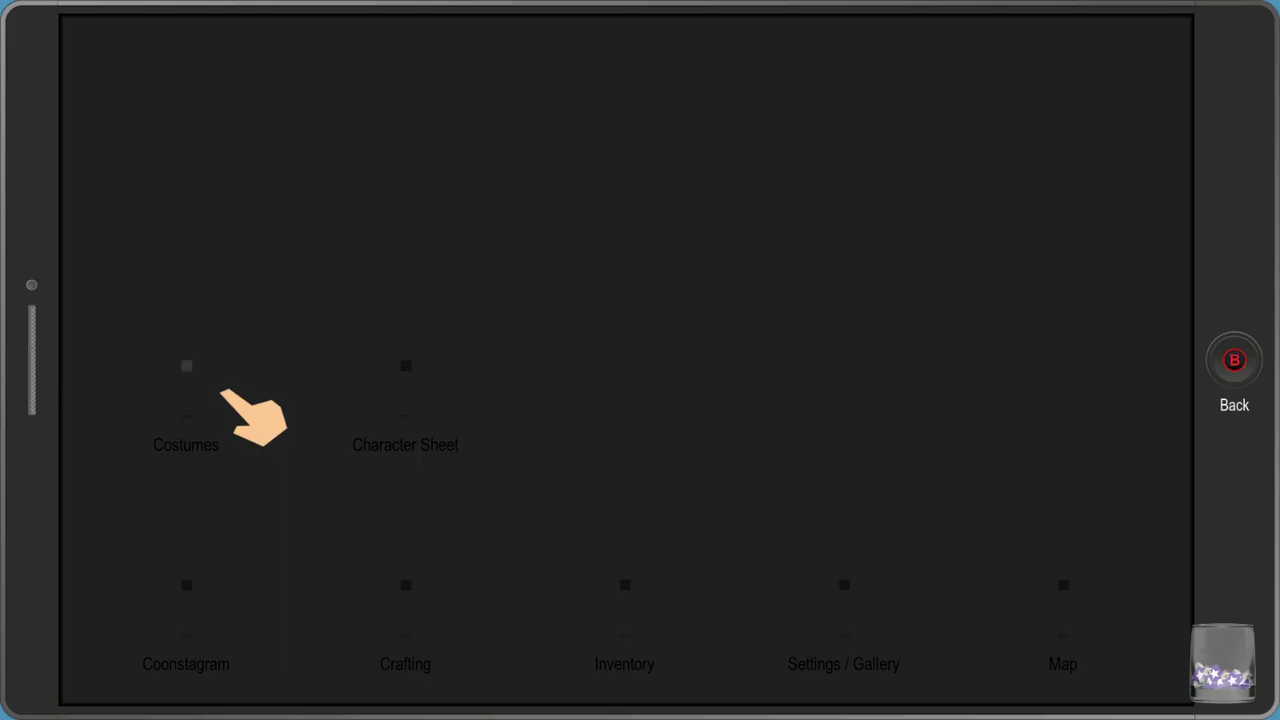 B
Back
Costumes
Character Sheet
Coonstagram
Crafting
Inventory
Settings / Gallery
Map